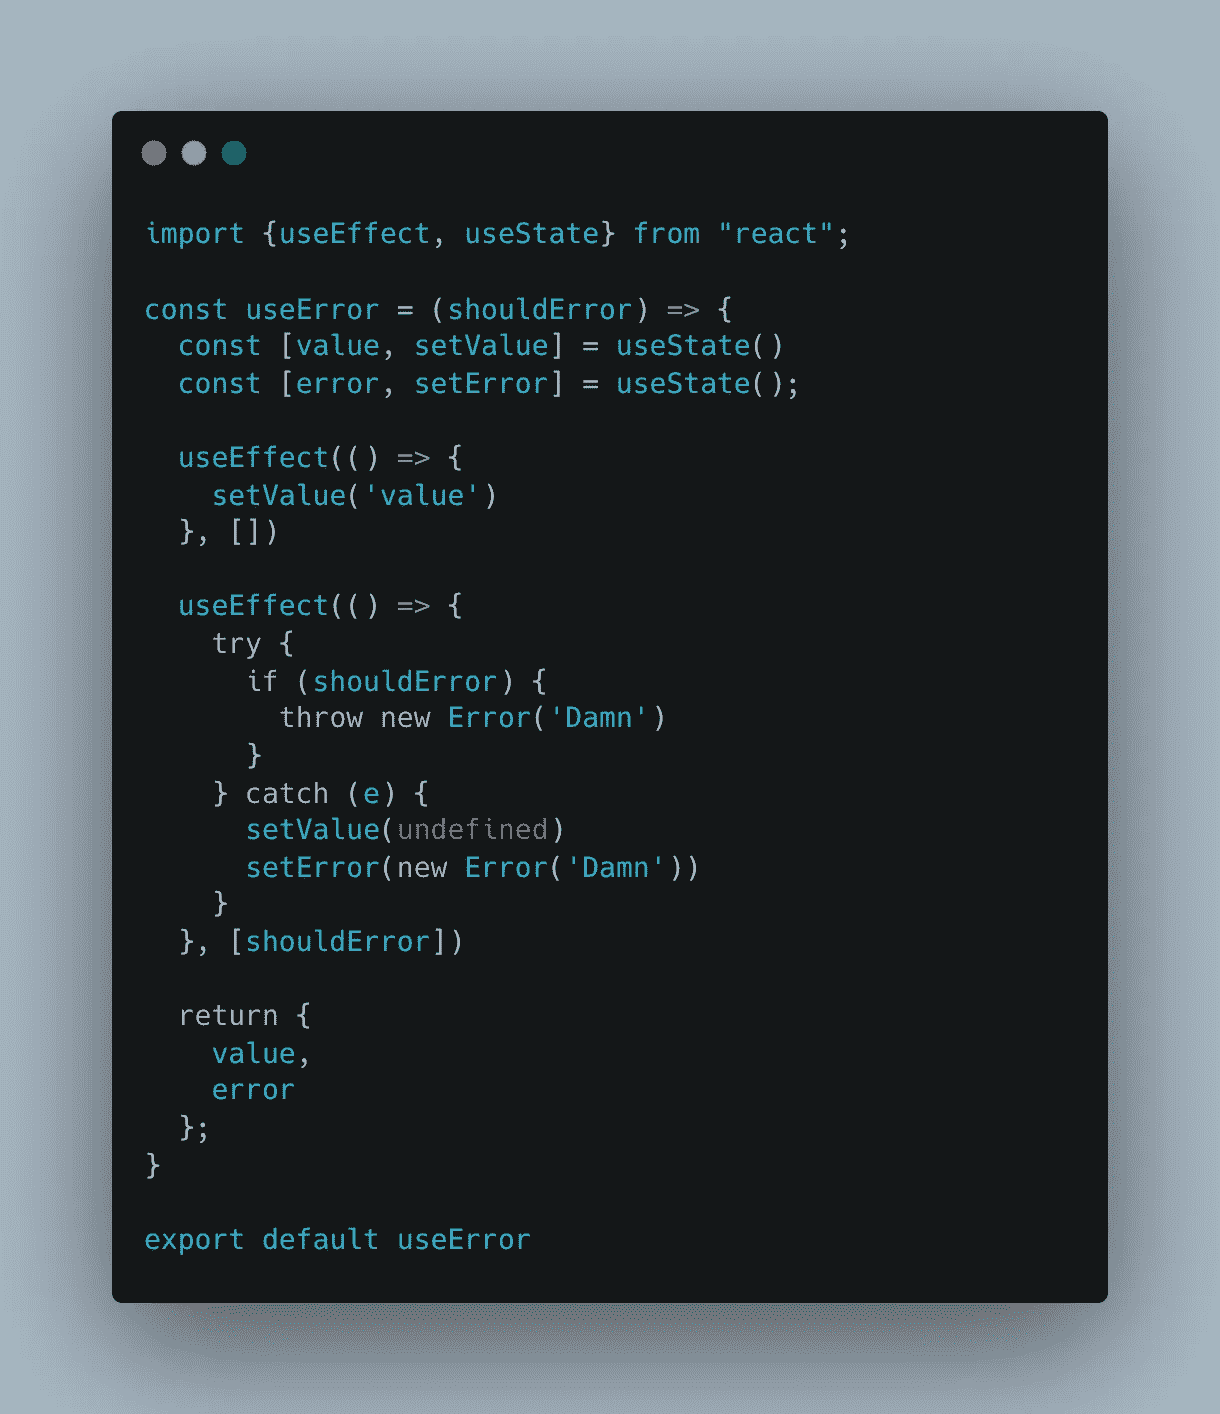 import {useEffect, useState} from "react";

const useError = (shouldError) => {
  const [value, setValue] = useState()
  const [error, setError] = useState();

  useEffect(() => {
    setValue('value')
  }, [])

  useEffect(() => {
    try {
      if (shouldError) {
        throw new Error('Damn')
      }
    } catch (e) {
      setValue(undefined)
      setError(new Error('Damn'))
    }
  }, [shouldError])

  return {
    value,
    error
  };
}

export default useError